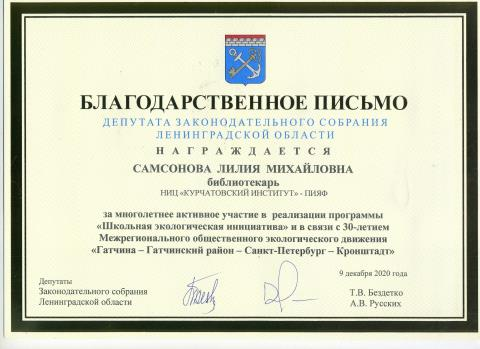 БЛАГОДАРСТВЕННОЕ ПИСЬМО
ДЕПУТАТА ЗАКОНОДАТЕЛЬНОГО СОБРАНИЯ
ЛЕНИНГРАДСКОЙ ОБЛАСТИ
НАГРАЖДАЕТСЯ
САМСОНОВА ЛИЛИЯ МИХАЙЛОВНА
библиотекарь
НИЦ «КУРЧАТОВСКИЙ ИНСТИТУТ» - ПИЯФ
за многолетнее активное участие в реализации программы
«Школьная экологическая инициатива» и в связи с 30-летием
Межрегионального общественного экологического движения
«Гатчина – Гатчинский район – Санкт-Петербург – Кронштадт»
9 декабря 2020 года
Депутаты
Законодательного собрания
Ленинградской области
Т.В. Бездетко
А.В. Русских